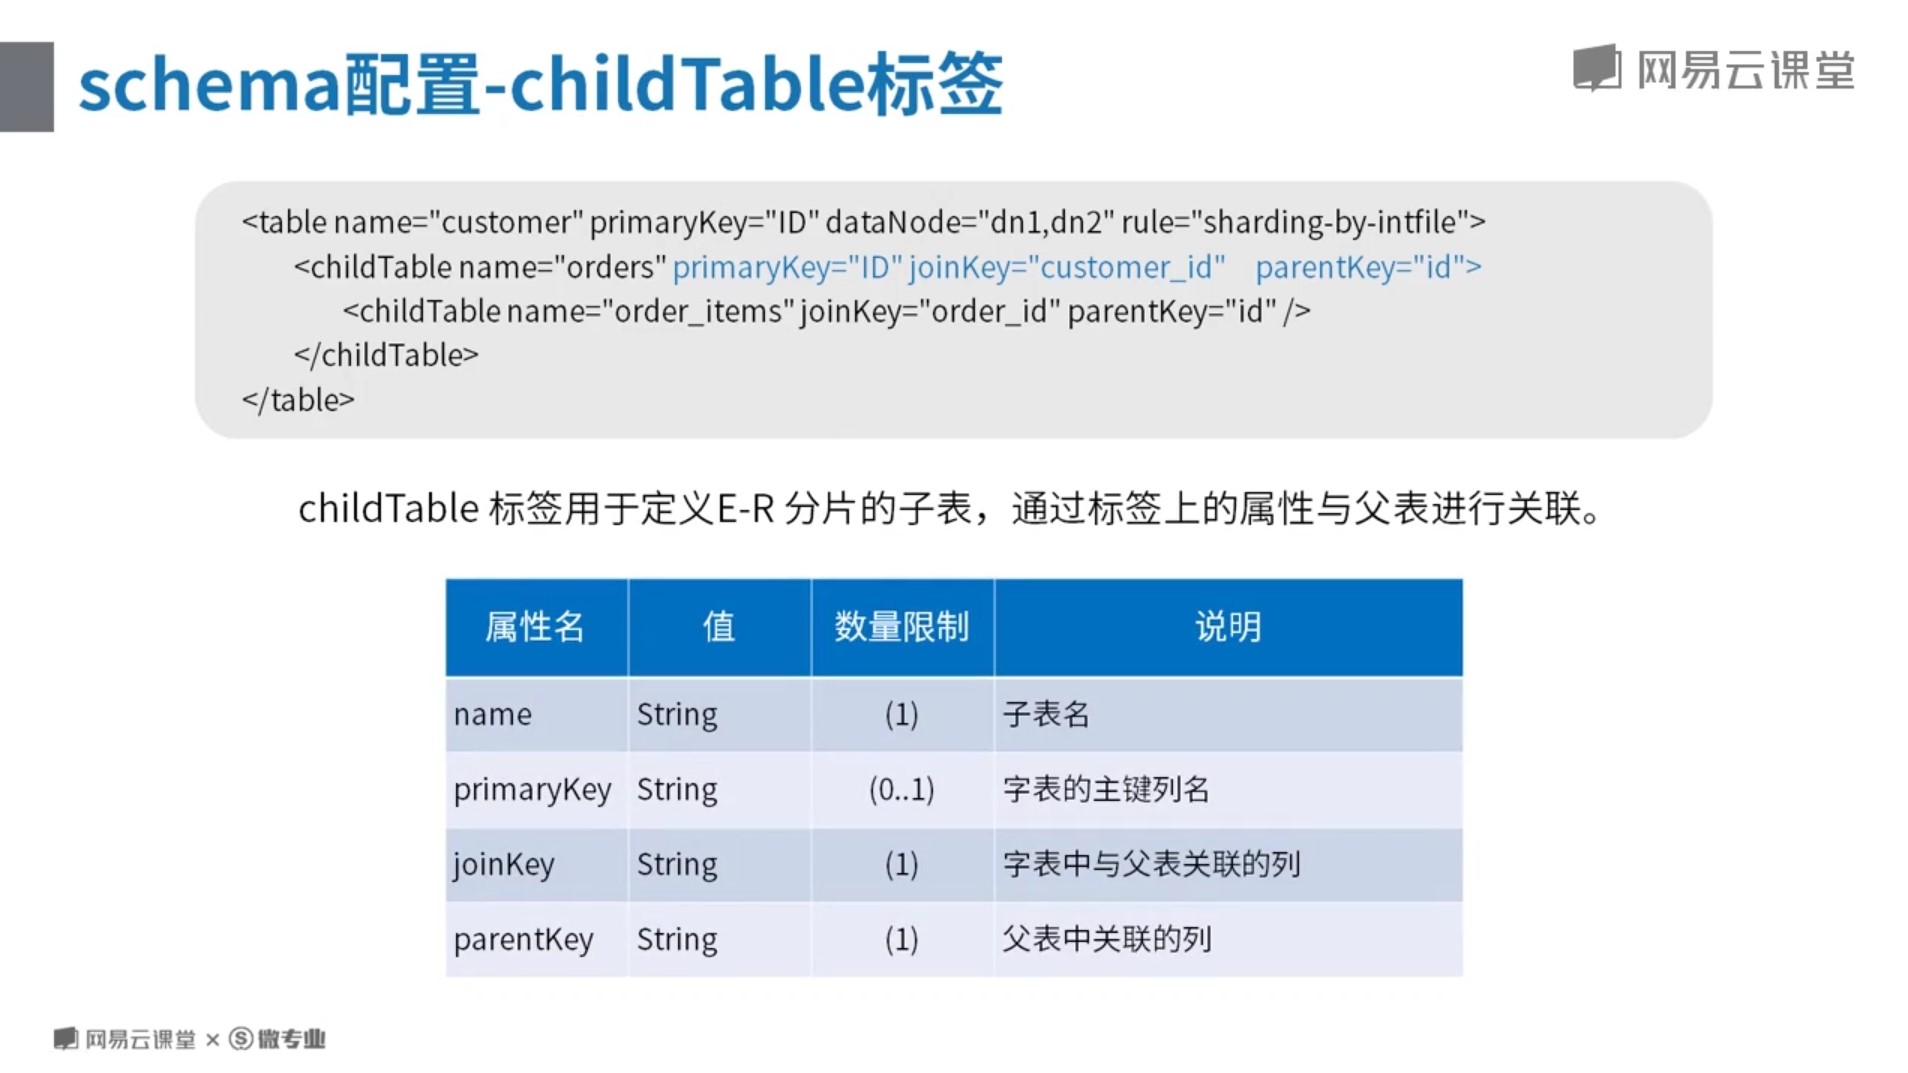 schema配置-childTable标签
网易云课堂
<table name="customer" primaryKey="ID" dataNode="dn1,dn2" rule="sharding-by-intfile">
<childTable name="orders" primaryKey="ID" joinKey="customer_id" parentKey="id">
<childTable name="order_items" joinKey="order_id" parentKey="id" />
</childTable>
</table>
childTable 标签用于定义E-R 分片的子表，通过标签上的属性与父表进行关联。
属性名 值 数量限制 说明
name String (1) 子表名
primaryKey String (0..1) 字表的主键列名
joinKey String (1) 字表中与父表关联的列
parentKey String (1) 父表中关联的列
网易云课堂 × 微专业